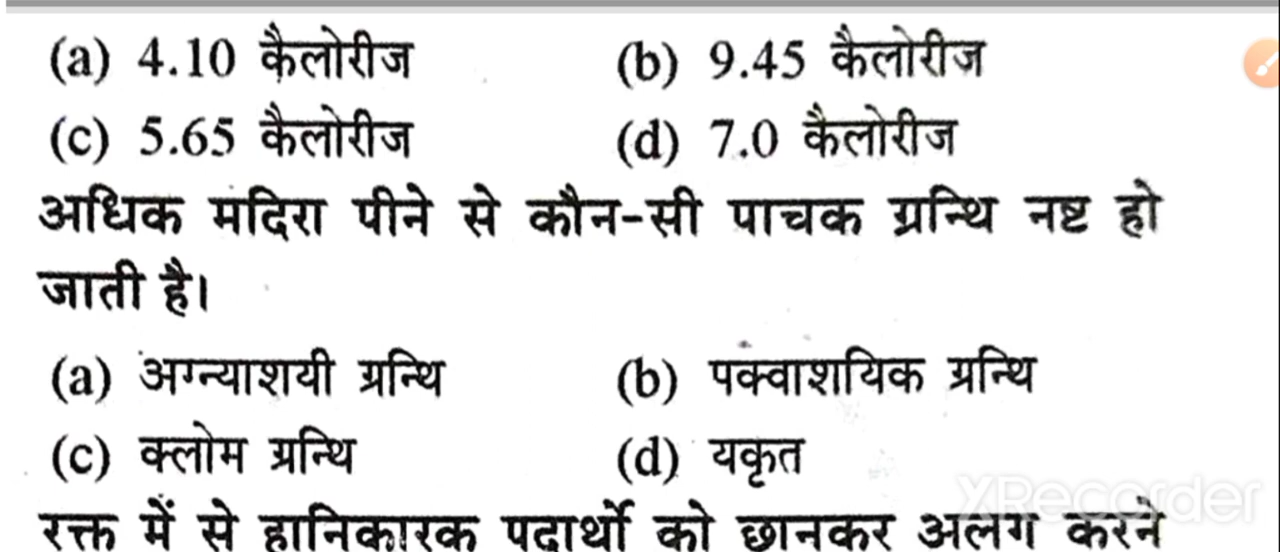 (a) 4.10 कैलोरीज (b) 9.45 कैलोरीज
(c) 5.65 कैलोरीज (d) 7.0 कैलोरीज
अधिक मदिरा पीने से कौन-सी पाचक ग्रन्थि नष्ट हो
जाती है।
(a) अग्न्याशयी ग्रन्थि (b) पक्वाशयिक ग्रन्थि
(c) क्लोम ग्रन्थि (d) यकृत
रक्त में से हानिकारक पदार्थो को छानकर अलग करने
XRecorder